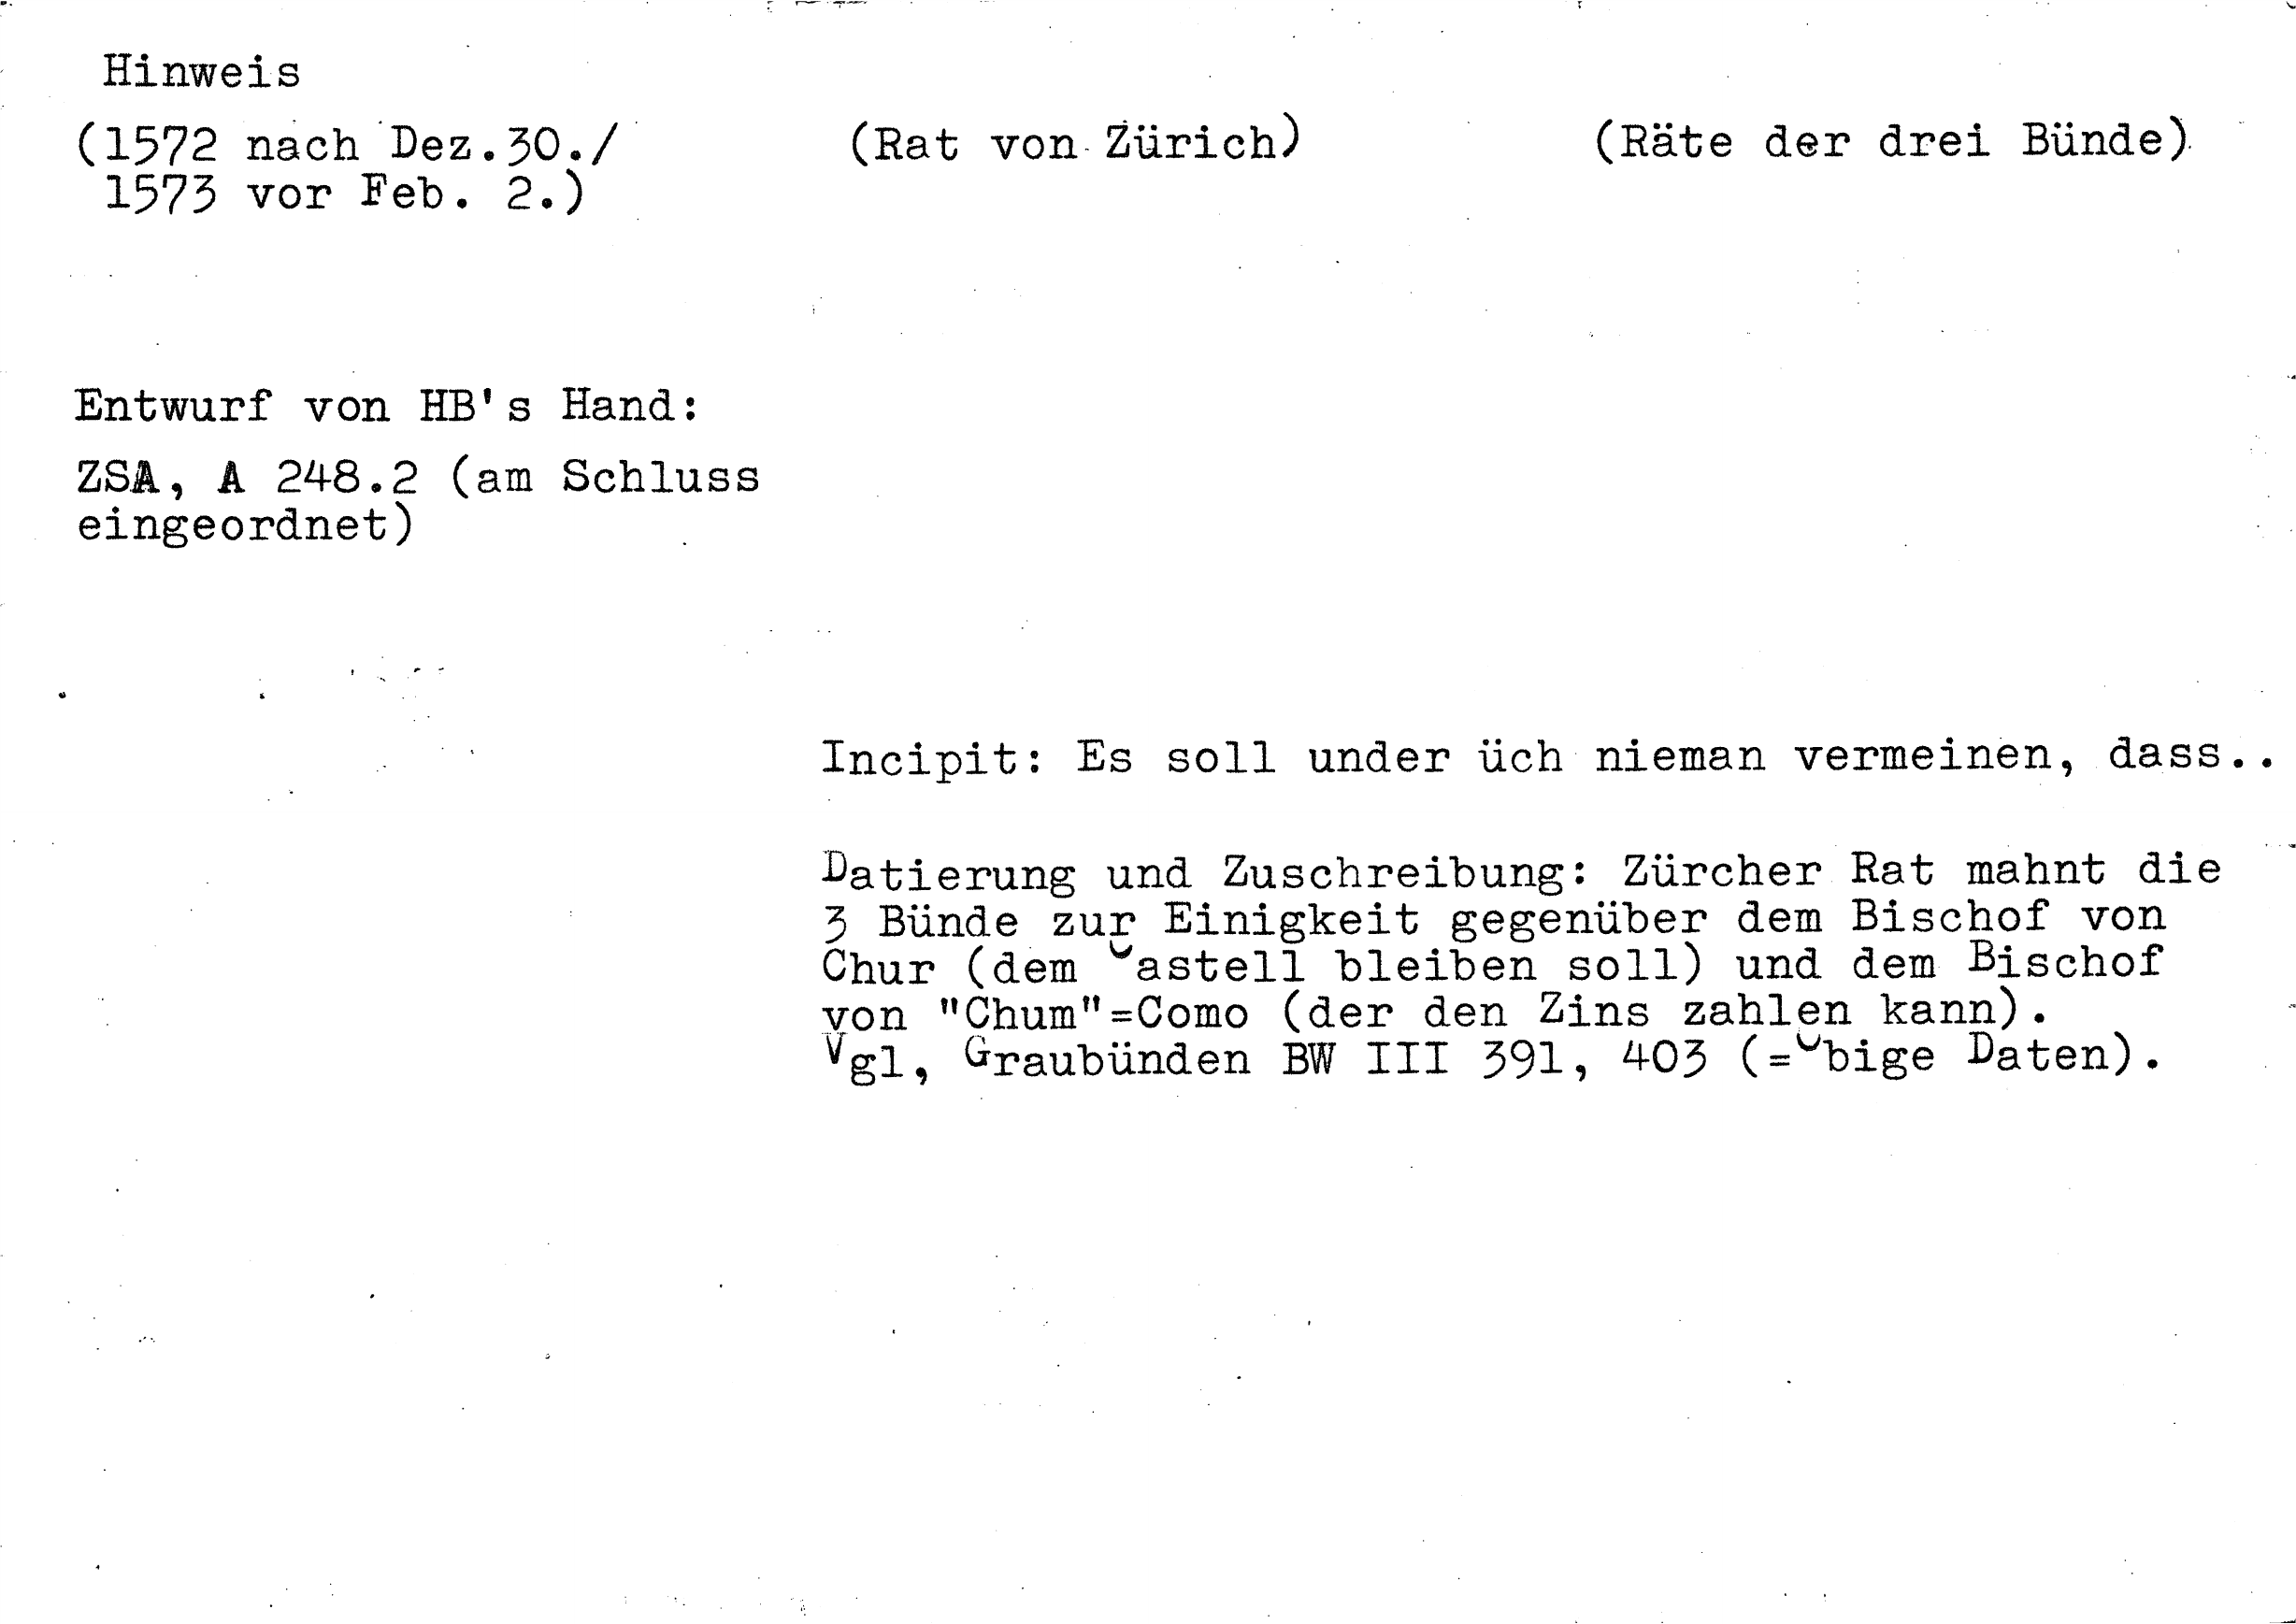 Hinweis
(1572 nach Dez.30./ (Rat von Zürich) (Räte der drei Bünde)
1573 vor Feb. 2.)
Entwurf von HB's Hand:
ZSA, A 248.2 (am Schluss
eingeordnet)
Incipit: Es soll under üch nieman vermeinen, dass..
Datierung und Zuschreibung: Zürcher Rat mahnt die
3 Bünde zur Einigkeit gegenüber dem Bischof von
Chur (dem Castell bleiben soll) und dem Bischof
von "Chum"=Como (der den Zins zahlen kann).
Vgl, Graubünden BW III 391, 403 (=Obige Daten).